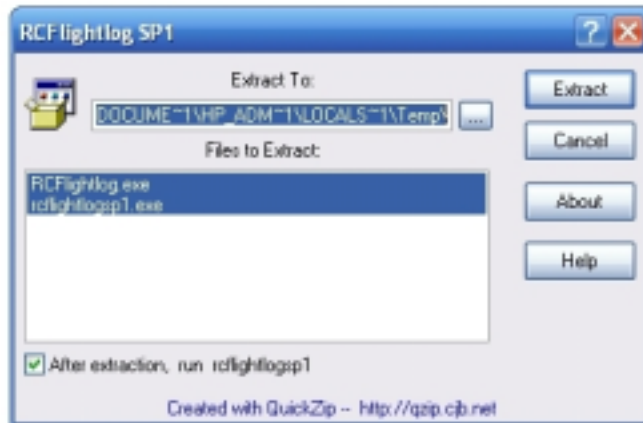 RCFlightlog SP1
Extract To:
DOCUME~1\HP_ADM~1\LOCALS~1\Temp\
...
Files to Extract:
RCFlightlog.exe
rcflightlogsp1.exe
Extract
Cancel
About
Help
After extraction, run rcflightlogsp1
Created with QuickZip -- http://qzip.cjb.net